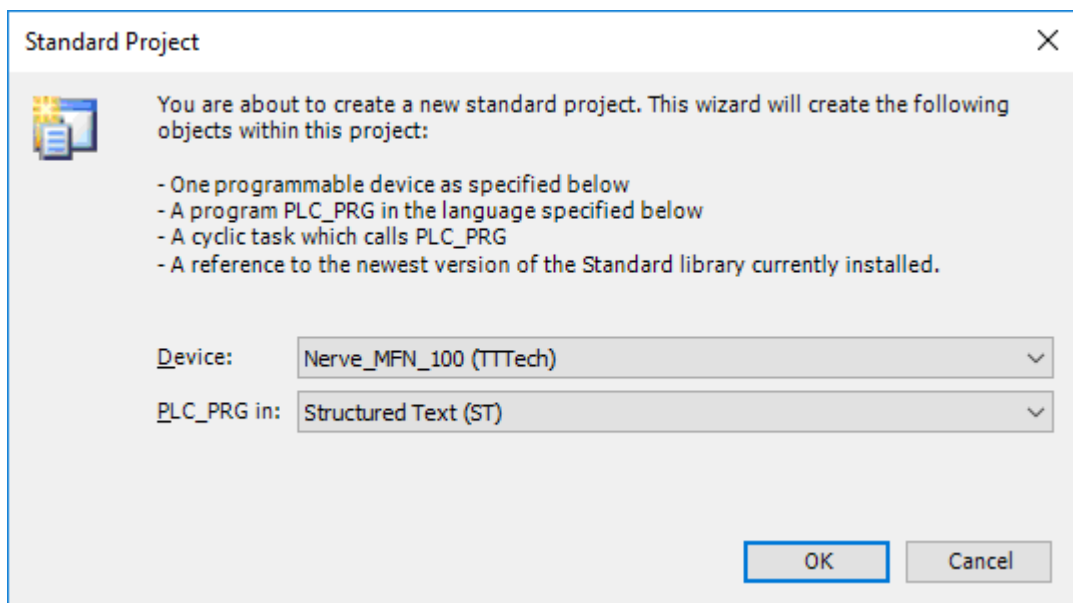 Standard Project
You are about to create a new standard project. This wizard will create the following
objects within this project:
- One programmable device as specified below
- A program PLC_PRG in the language specified below
- A cyclic task which calls PLC_PRG
- A reference to the newest version of the Standard library currently installed.
Device: Nerve_MFN_100 (TTTech)
PLC_PRG in: Structured Text (ST)
OK Cancel